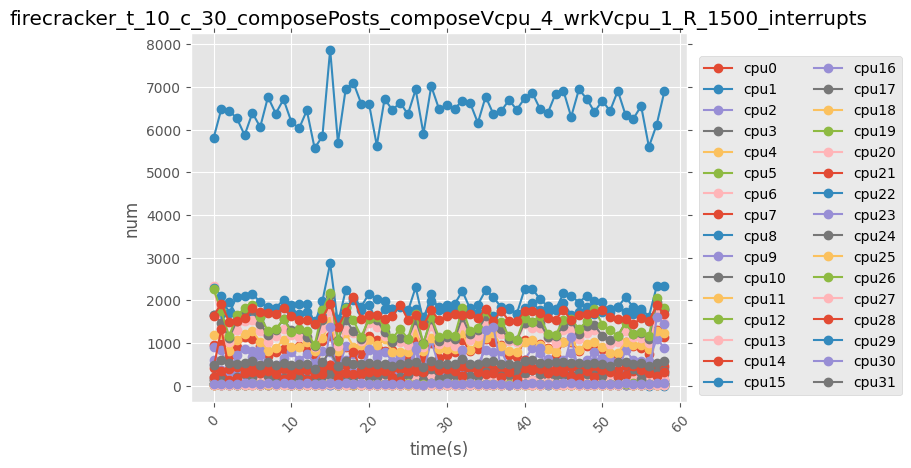 firecracker_t_10_c_30_composePosts_composeVcpu_4_wrkVcpu_1_R_1500_interrupts
8000
7000
6000
5000
4000
3000
2000
1000
0
num
0
10
20
30
40
50
60
time(s)
cpu0
cpu1
cpu2
cpu3
cpu4
cpu5
cpu6
cpu7
cpu8
cpu9
cpu10
cpu11
cpu12
cpu13
cpu14
cpu15
cpu16
cpu17
cpu18
cpu19
cpu20
cpu21
cpu22
cpu23
cpu24
cpu25
cpu26
cpu27
cpu28
cpu29
cpu30
cpu31